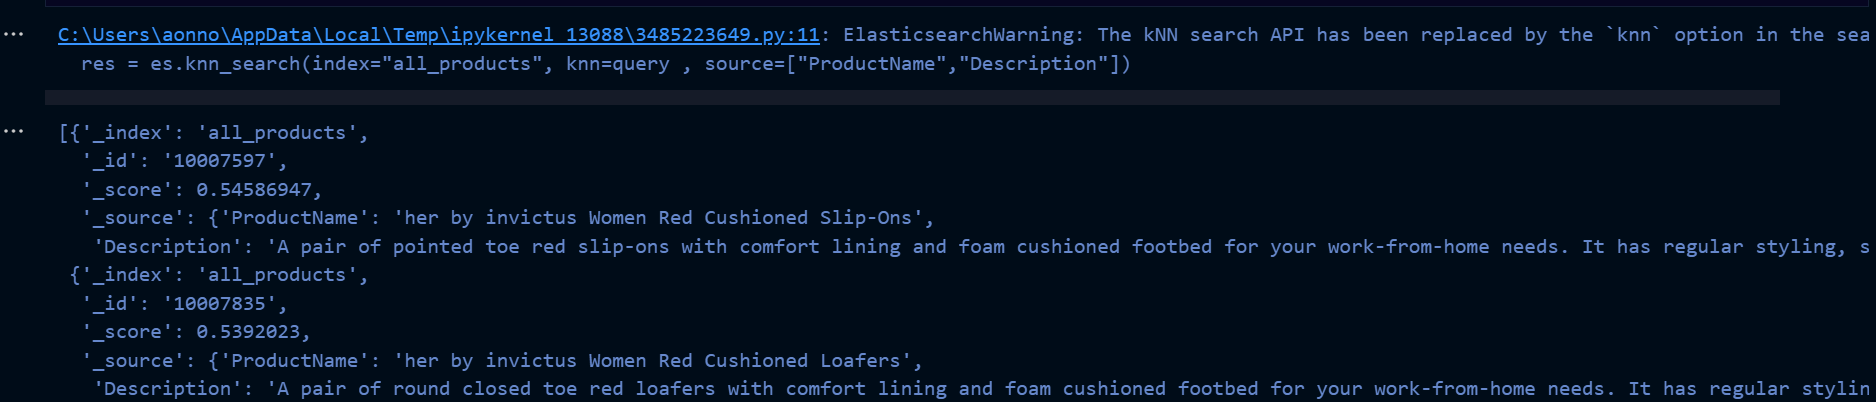 C:\Users\aonno\AppData\Local\Temp\ipykernel_13088\3485223649.py:11: ElasticsearchWarning: The kNN search API has been replaced by the `knn` option in the sea
res = es.knn_search(index="all_products", knn=query , source=["ProductName","Description"])
[{'_index': 'all_products',
'_id': '10007597',
'_score': 0.54586947,
'_source': {'ProductName': 'her by invictus Women Red Cushioned Slip-Ons',
'Description': 'A pair of pointed toe red slip-ons with comfort lining and foam cushioned footbed for your work-from-home needs. It has regular styling, s
{'_index': 'all_products',
'_id': '10007835',
'_score': 0.5392023,
'_source': {'ProductName': 'her by invictus Women Red Cushioned Loafers',
'Description': 'A pair of round closed toe red loafers with comfort lining and foam cushioned footbed for your work-from-home needs. It has regular stylin